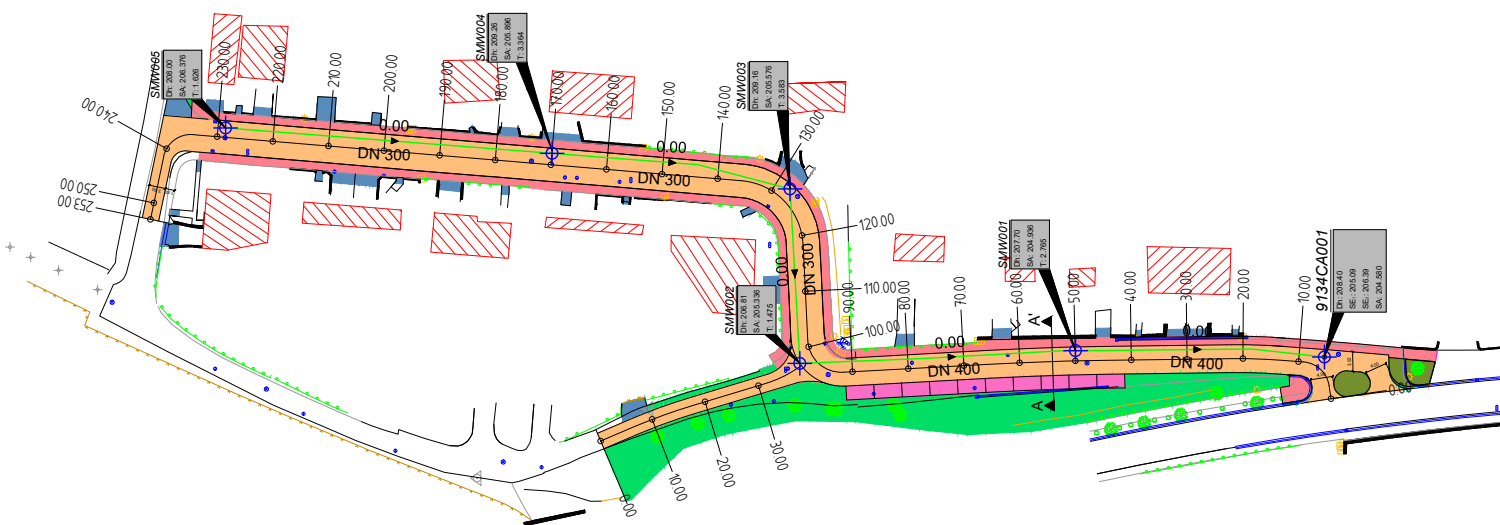 SMW005
Dh: 208.00
SA: 206.376
T: 1.626
SMW004
Dh: 209.26
SA: 205.896
T: 3.364
SMW003
Dh: 209.16
SA: 205.576
T: 3.583
SMW002
Dh: 206.81
SA: 205.336
T: 1.475
SMW001
Dh: 207.70
SA: 204.936
T: 2.765
9134CA001
Dh: 208.40
SE.: 205.09
SE.: 206.39
SA: 204.580
253.00
250.00
240.00
230.00
220.00
210.00
200.00
190.00
180.00
170.00
160.00
150.00
140.00
130.00
120.00
110.00
100.00
90.00
80.00
70.00
60.00
50.00
40.00
30.00
20.00
10.00
0.00
0.00
DN 300
0.00
DN 300
0.00
DN 300
0.00
DN 400
0.00
DN 400
A'
A
0.00
10.00
20.00
30.00